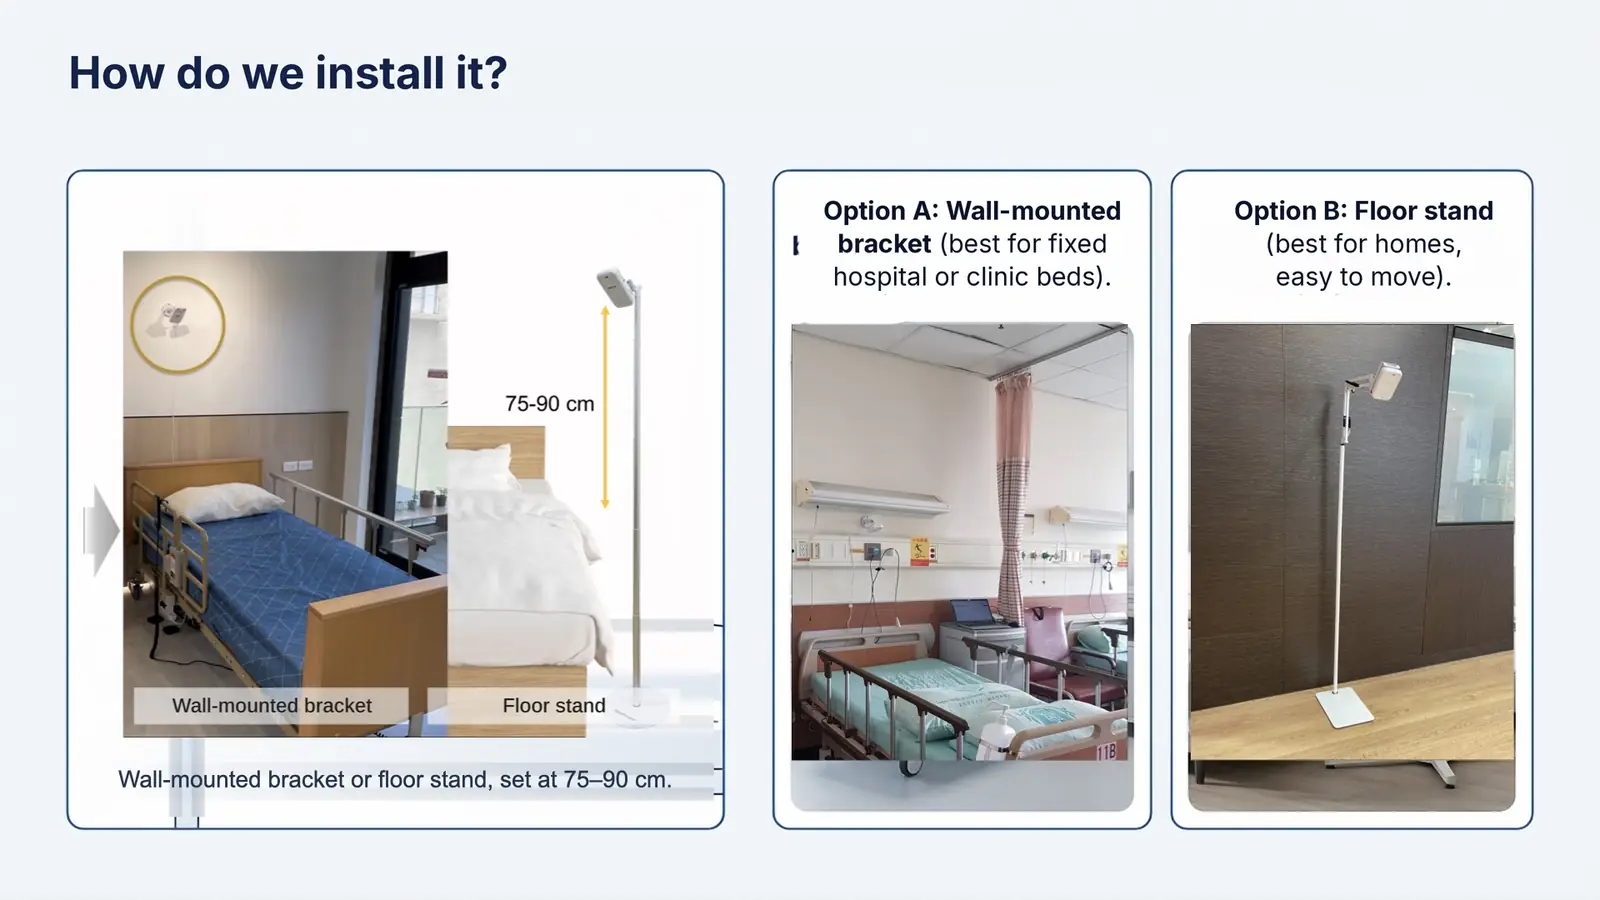 How do we install it?
75-90 cm
Wall-mounted bracket
Floor stand
Wall-mounted bracket or floor stand, set at 75–90 cm.
Option A: Wall-mounted
bracket (best for fixed
hospital or clinic beds).
11B
Option B: Floor stand
(best for homes,
easy to move).